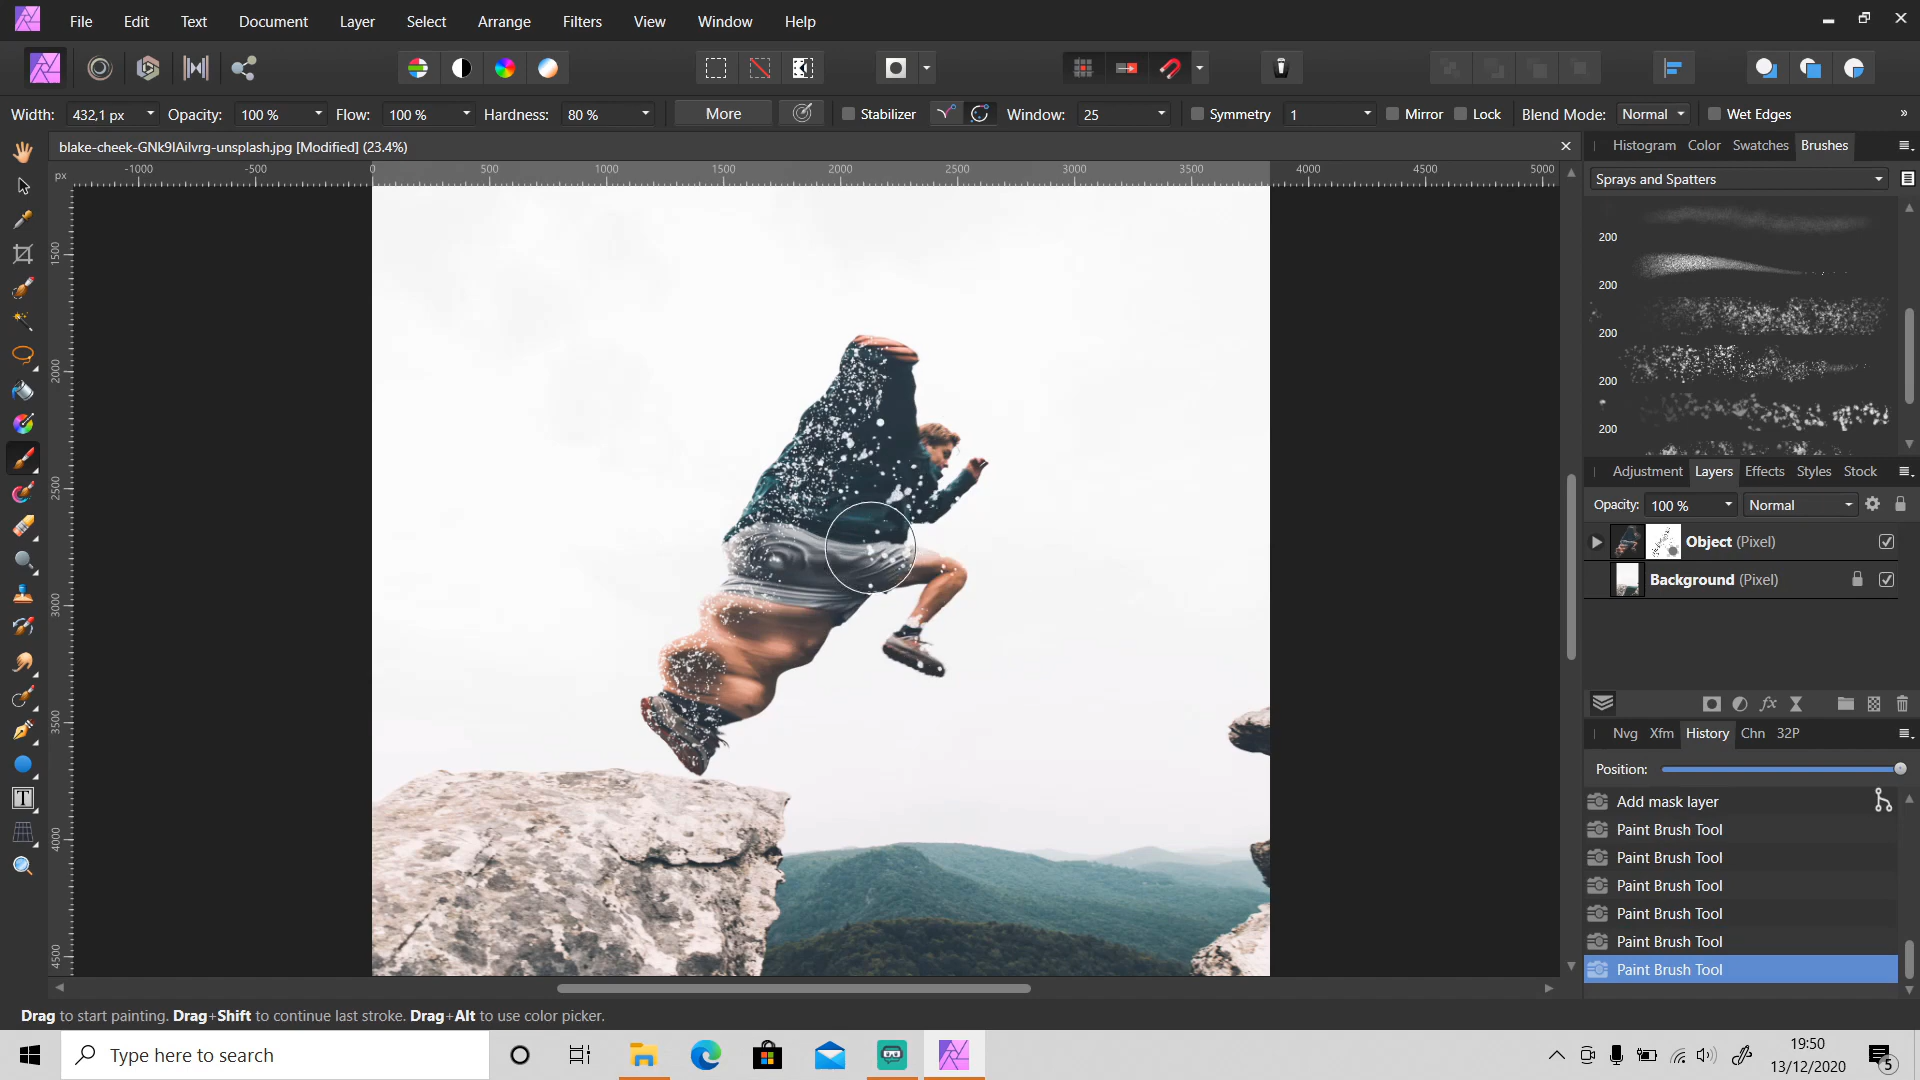 File Edit Text Document Layer Select Arrange Filters View Window Help
Width: 432,1 px Opacity: 100 % Flow: 100 % Hardness: 80 % More Stabilizer Window: 25 Symmetry 1 Mirror Lock Blend Mode: Normal Wet Edges »
blake-cheek-GNk9lAiIvrg-unsplash.jpg [Modified] (23.4%)
Histogram Color Swatches Brushes
px -1000 -500 0 500 1000 1500 2000 2500 3000 3500 4000 4500 5000
Sprays and Spatters
200
200
200
200
200
1500
2000
2500
3000
3500
4000
4500
Adjustment Layers Effects Styles Stock
Opacity: 100 % Normal
Object (Pixel)
Background (Pixel)
fx
Nvg Xfm History Chn 32P
Position:
Add mask layer
Paint Brush Tool
Paint Brush Tool
Paint Brush Tool
Paint Brush Tool
Paint Brush Tool
Paint Brush Tool
Drag to start painting. Drag+Shift to continue last stroke. Drag+Alt to use color picker.
Type here to search
19:50
13/12/2020
5